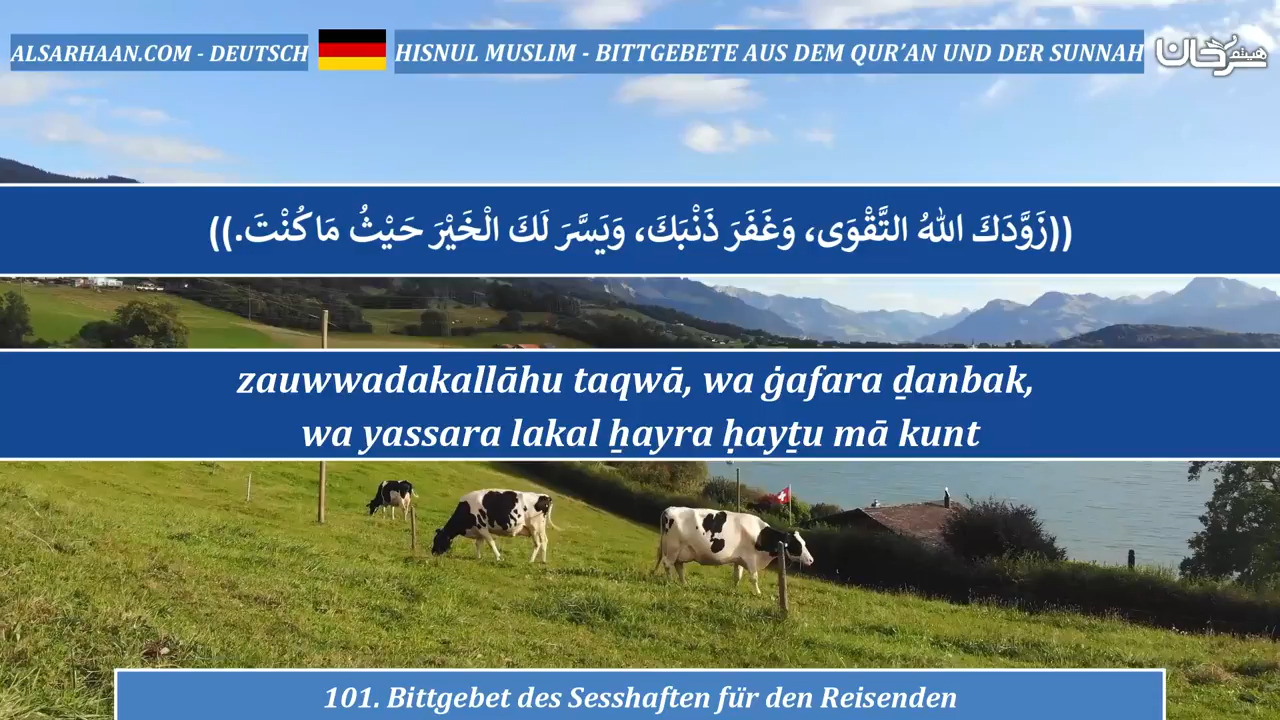 ALSARHAAN.COM - DEUTSCH
HISNUL MUSLIM - BITTGEBETE AUS DEM QUR’AN UND DER SUNNAH
((زَوَّدَكَ اللهُ التَّقْوَى، وَغَفَرَ ذَنْبَكَ، وَيَسَّرَ لَكَ الْخَيْرَ حَيْثُ مَا كُنْتَ.))
zauwwadakallāhu taqwā, wa ġafara ḏanbak,
wa yassara lakal ẖayra ḥayṯu mā kunt
101. Bittgebet des Sesshaften für den Reisenden